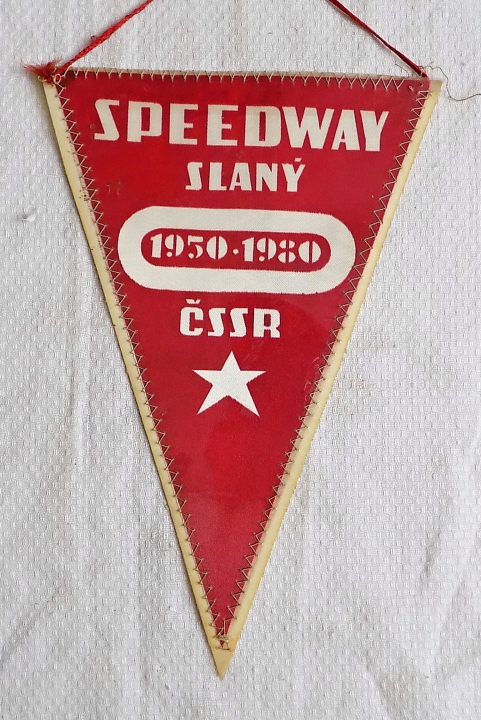 SPEEDWAY
SLANÝ
1950·1980
ČSSR